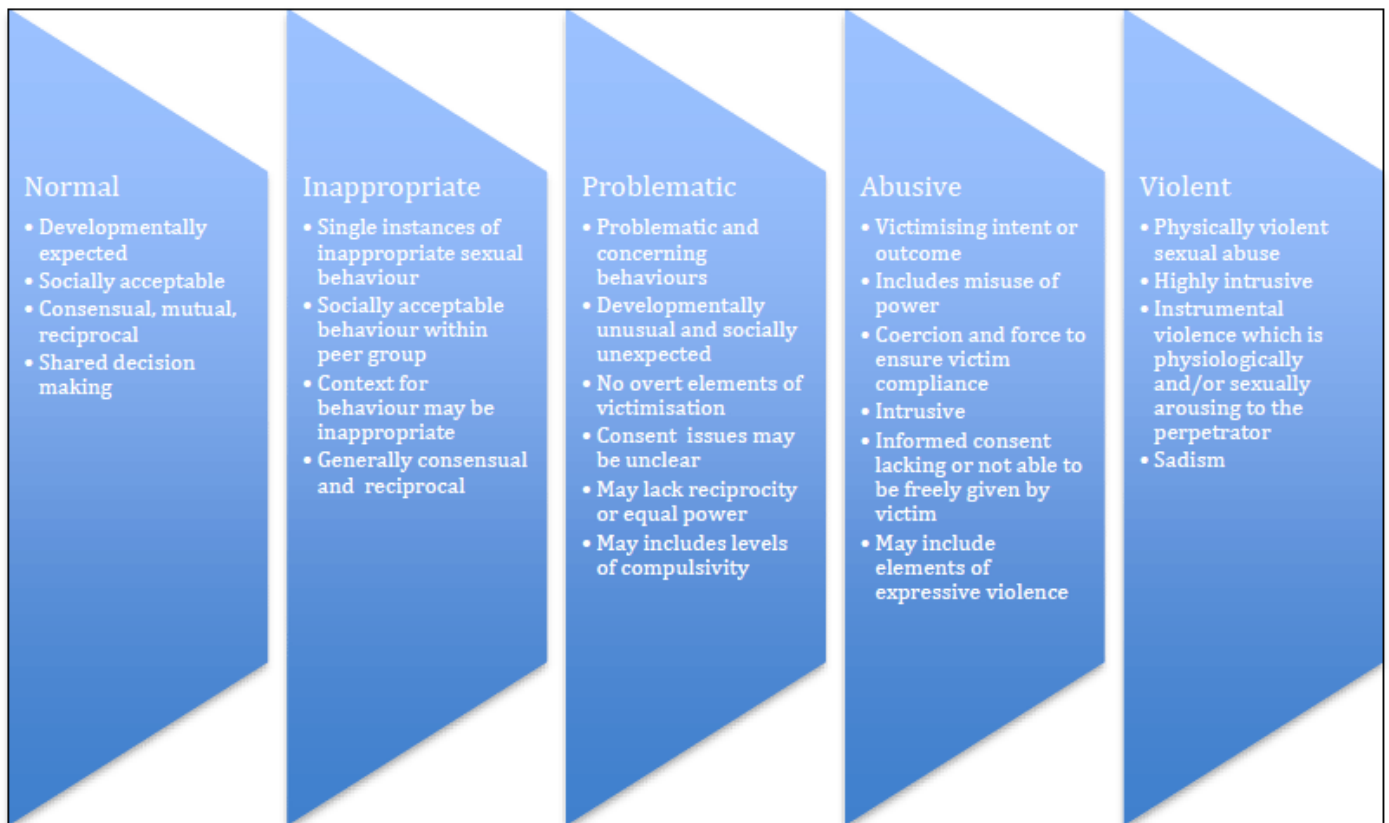 Normal
• Developmentally
expected
• Socially acceptable
• Consensual, mutual,
reciprocal
• Shared decision
making
Inappropriate
• Single instances of
inappropriate sexual
behaviour
• Socially acceptable
behaviour within
peer group
• Context for
behaviour may be
inappropriate
• Generally consensual
and reciprocal
Problematic
• Problematic and
concerning
behaviours
• Developmentally
unusual and socially
unexpected
• No overt elements of
victimisation
• Consent issues may
be unclear
• May lack reciprocity
or equal power
• May includes levels
of compulsivity
Abusive
• Victimising intent or
outcome
• Includes misuse of
power
• Coercion and force to
ensure victim
compliance
• Intrusive
• Informed consent
lacking or not able to
be freely given by
victim
• May include
elements of
expressive violence
Violent
• Physically violent
sexual abuse
• Highly intrusive
• Instrumental
violence which is
physiologically
and/or sexually
arousing to the
perpetrator
• Sadism